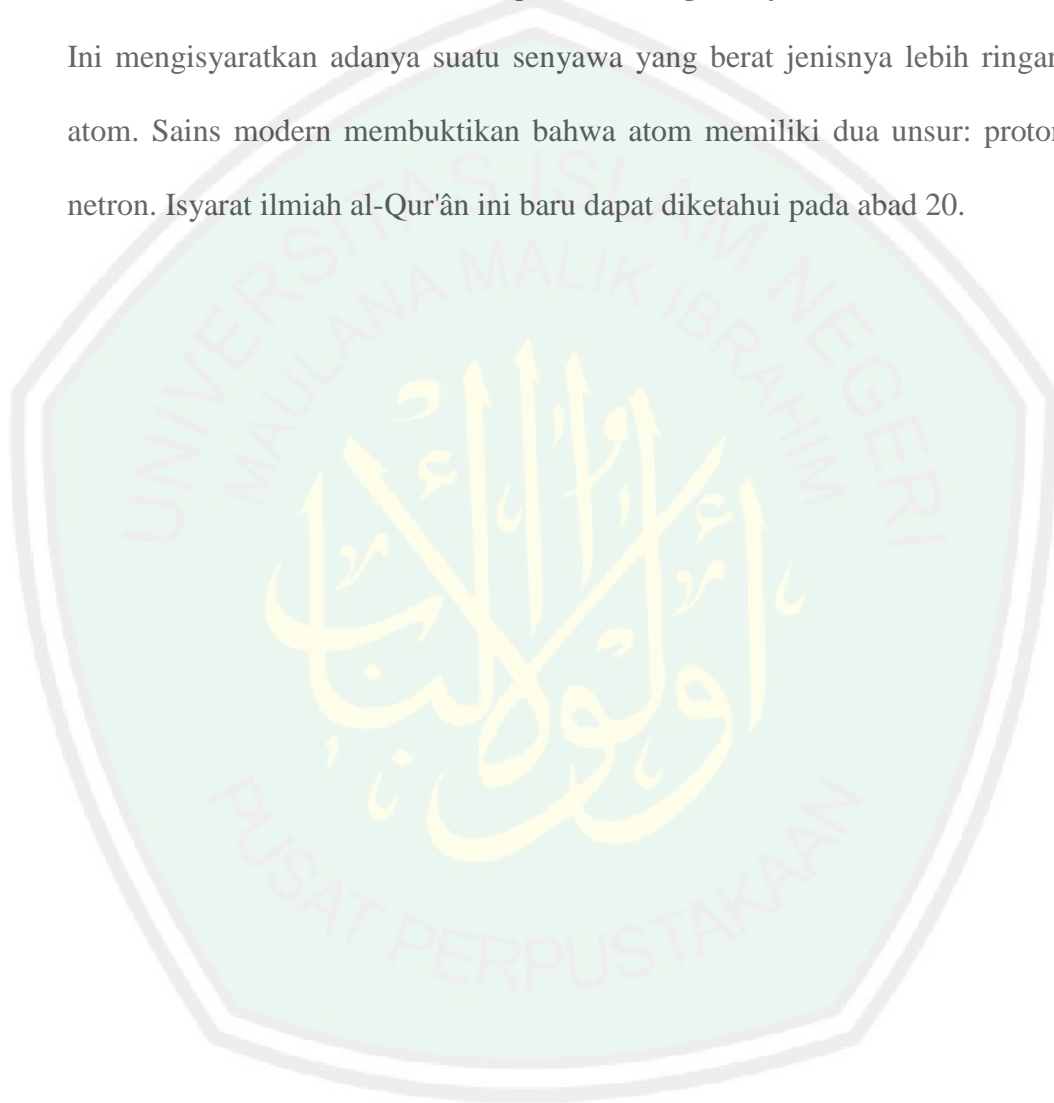 Ini mengisyaratkan adanya suatu senyawa yang berat jenisnya lebih ringan
atom. Sains modern membuktikan bahwa atom memiliki dua unsur: proton
netron. Isyarat ilmiah al-Qur'ân ini baru dapat diketahui pada abad 20.
UNIVERSITAS ISLAM NEGERI
MAULANA MALIK IBRAHIM
أولوا الألباب
PUSAT PERPUSTAKAAN